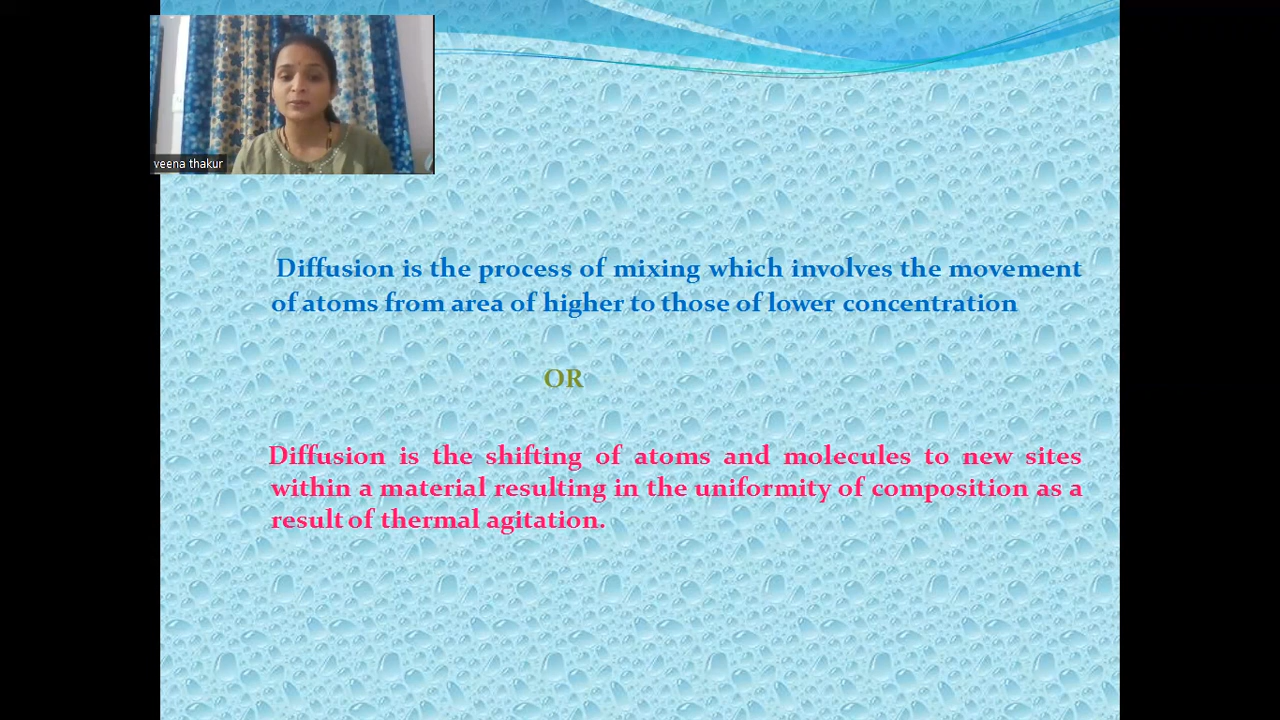 veena thakur
Diffusion is the process of mixing which involves the movement
of atoms from area of higher to those of lower concentration
OR
Diffusion is the shifting of atoms and molecules to new sites
within a material resulting in the uniformity of composition as a
result of thermal agitation.